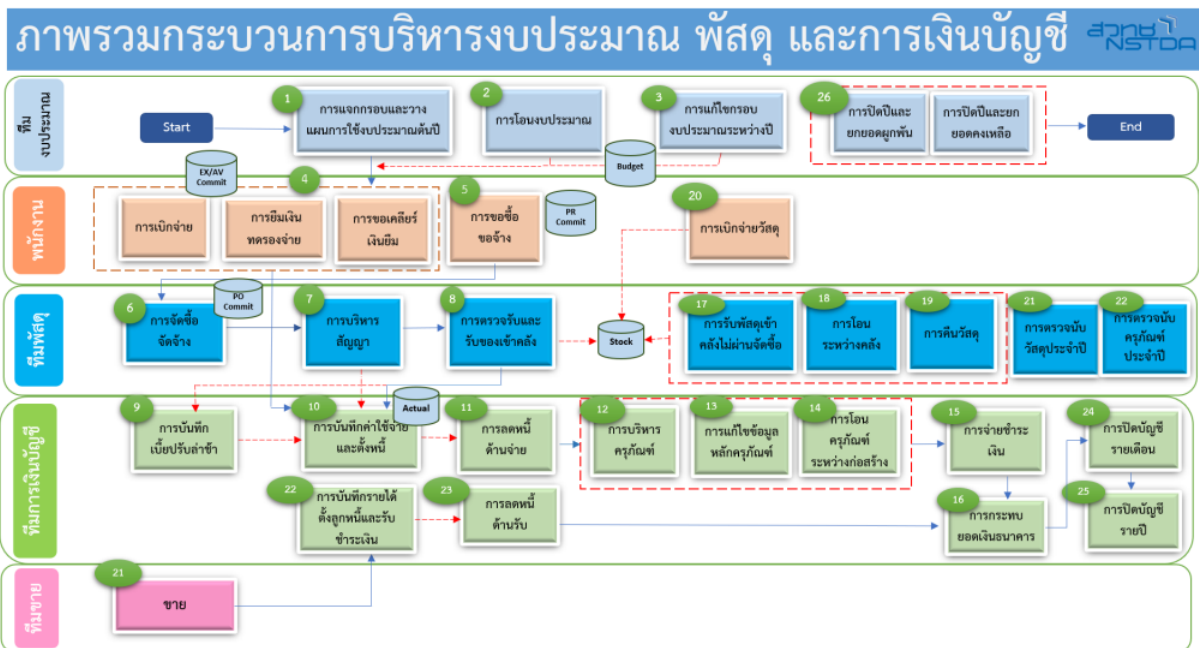 ภาพรวมกระบวนการบริหารงบประมาณ พัสดุ และการเงินบัญชี
สวทช
NSTDA
ทีม
งบประมาณ
Start
1
การแจกกรอบและวาง
แผนการใช้งบประมาณต้นปี
2
การโอนงบประมาณ
3
การแก้ไขกรอบ
งบประมาณระหว่างปี
26
การปิดปีและ
ยกยอดผูกพัน
การปิดปีและยก
ยอดคงเหลือ
End
Budget
พนักงาน
EX/AV
Commit
4
การเบิกจ่าย
การยืมเงิน
ทดรองจ่าย
การขอเคลียร์
เงินยืม
5
การขอซื้อ
ขอจ้าง
PR
Commit
20
การเบิกจ่ายวัสดุ
ทีมพัสดุ
6
การจัดซื้อ
จัดจ้าง
PO
Commit
7
การบริหาร
สัญญา
8
การตรวจรับและ
รับของเข้าคลัง
Stock
17
การรับพัสดุเข้า
คลังไม่ผ่านจัดซื้อ
18
การโอน
ระหว่างคลัง
19
การคืนวัสดุ
21
การตรวจนับ
วัสดุประจำปี
22
การตรวจนับ
ครุภัณฑ์
ประจำปี
ทีมการเงินบัญชี
9
การบันทึก
เบี้ยปรับล่าช้า
10
การบันทึกค่าใช้จ่าย
และตั้งหนี้
Actual
11
การลดหนี้
ด้านจ่าย
12
การบริหาร
ครุภัณฑ์
13
การแก้ไขข้อมูล
หลักครุภัณฑ์
14
การโอน
ครุภัณฑ์
ระหว่างก่อสร้าง
15
การจ่ายชำระ
เงิน
24
การปิดบัญชี
รายเดือน
22
การบันทึกรายได้
ตั้งลูกหนี้และรับ
ชำระเงิน
23
การลดหนี้
ด้านรับ
16
การกระทบ
ยอดเงินธนาคาร
25
การปิดบัญชี
รายปี
ทีมขาย
21
ขาย